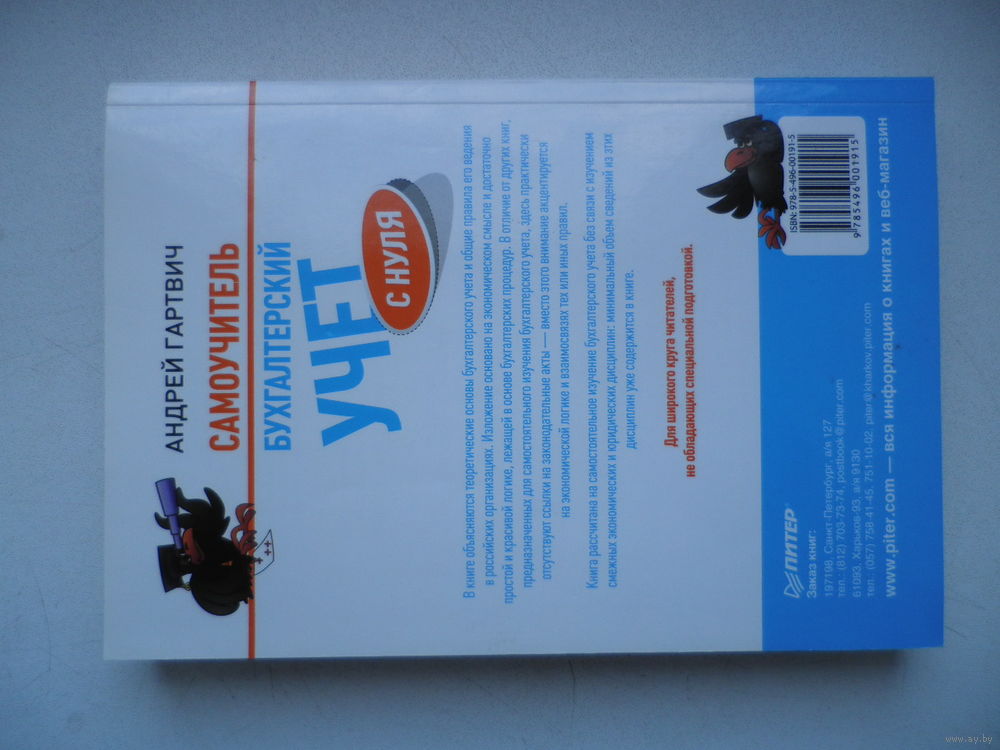 АНДРЕЙ ГАРТВИЧ
САМОУЧИТЕЛЬ
БУХГАЛТЕРСКИЙ
УЧЕТ
С НУЛЯ
В книге объясняются теоретические основы бухгалтерского учета и общие правила его ведения
в российских организациях. Изложение основано на экономическом смысле и достаточно
простой и красивой логике, лежащей в основе бухгалтерских процедур. В отличие от других книг,
предназначенных для самостоятельного изучения бухгалтерского учета, здесь практически
отсутствуют ссылки на законодательные акты — вместо этого внимание акцентируется
на экономической логике и взаимосвязях тех или иных правил.
Книга рассчитана на самостоятельное изучение бухгалтерского учета без связи с изучением
смежных экономических и юридических дисциплин: минимальный объем сведений из этих
дисциплин уже содержится в книге.
Для широкого круга читателей,
не обладающих специальной подготовкой.
ПИТЕР®
Заказ книг:
197198, Санкт-Петербург, а/я 127
тел.: (812) 703-73-74, postbook@piter.com
61093, Харьков-93, а/я 9130
тел.: (057) 758-41-45, 751-10-02, piter@kharkov.piter.com
www.piter.com — вся информация о книгах и веб-магазин
ISBN: 978-5-496-00191-5
9 785496 001915
www.ay.by